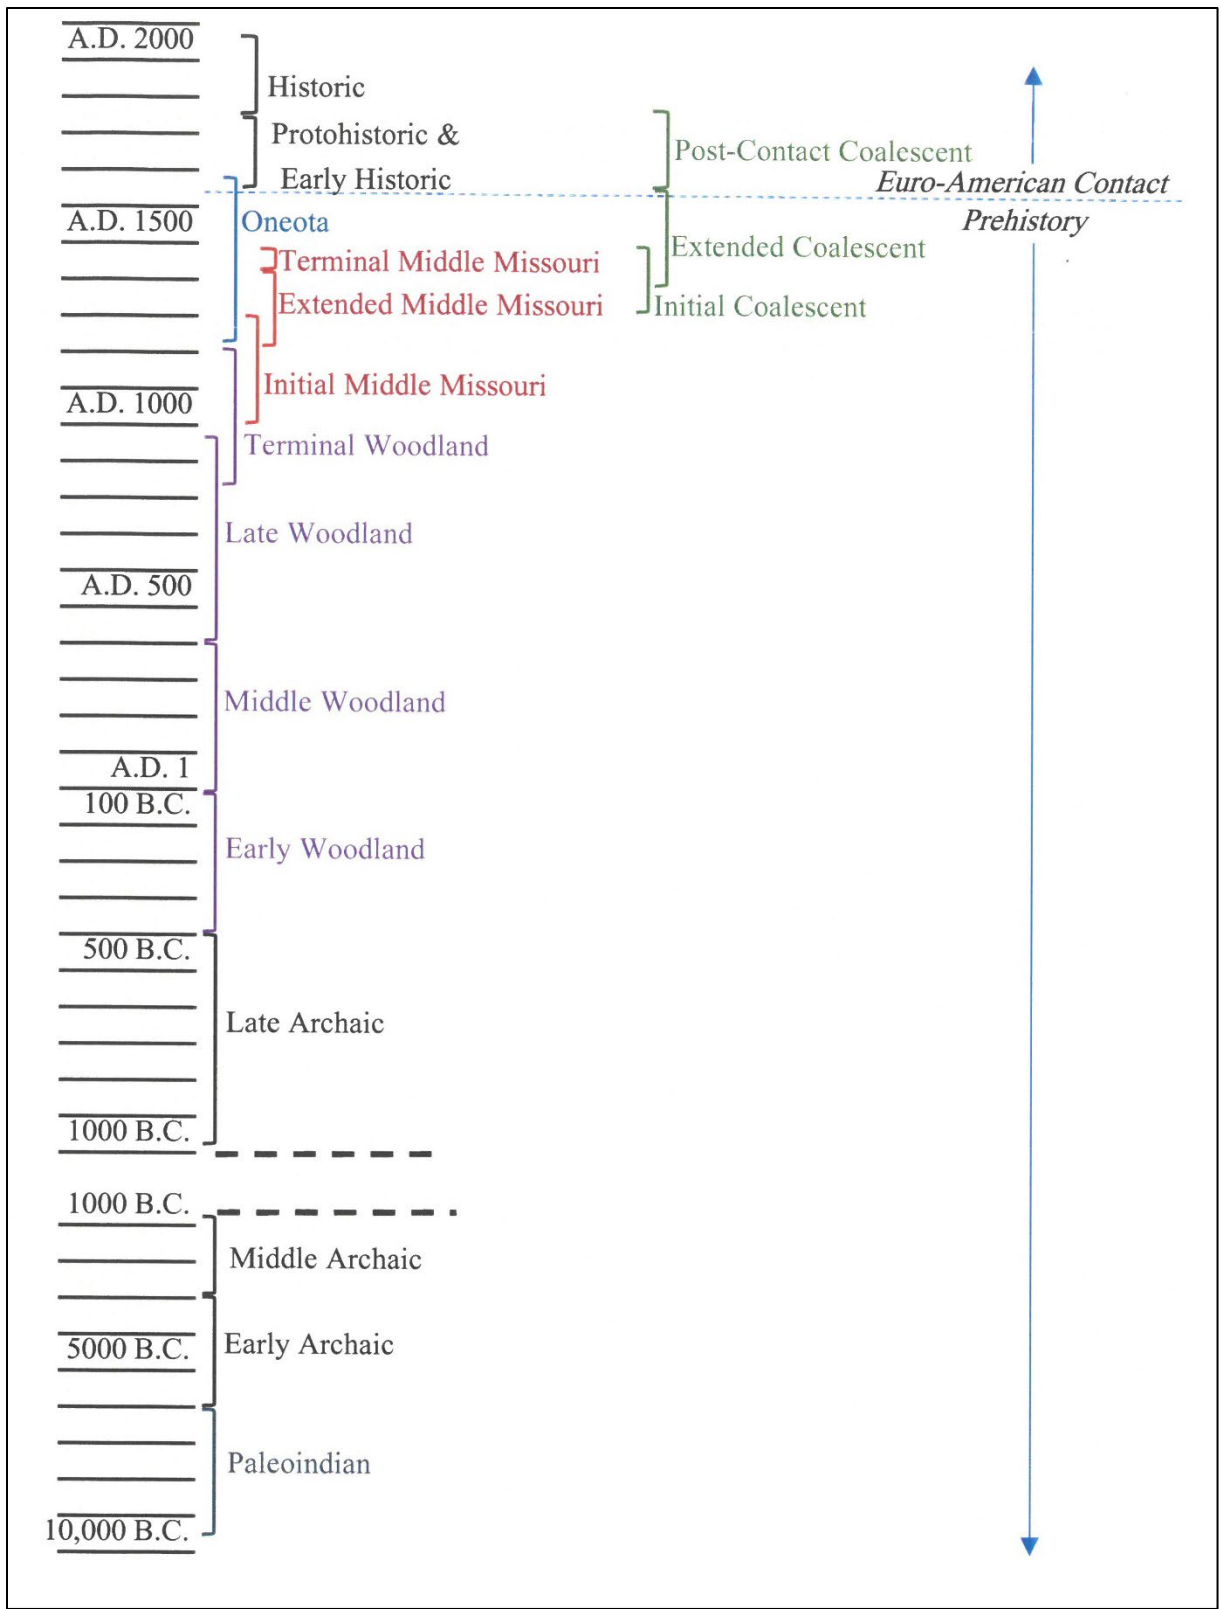 A.D. 2000
Historic
Protohistoric &
Early Historic
Post-Contact Coalescent
Euro-American Contact
A.D. 1500
Oneota
Prehistory
Terminal Middle Missouri
Extended Coalescent
Extended Middle Missouri
Initial Coalescent
Initial Middle Missouri
A.D. 1000
Terminal Woodland
Late Woodland
A.D. 500
Middle Woodland
A.D. 1
100 B.C.
Early Woodland
500 B.C.
Late Archaic
1000 B.C.
1000 B.C.
Middle Archaic
Early Archaic
5000 B.C.
Paleoindian
10,000 B.C.